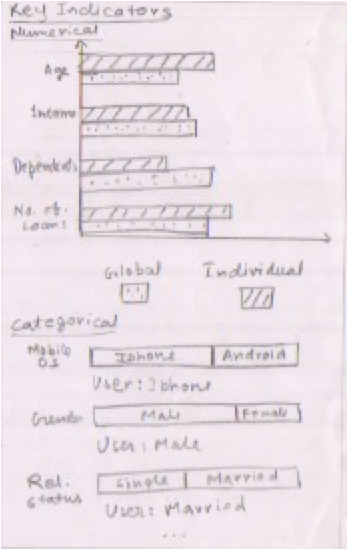 Key Indicators
Numerical
Age
Income
Dependents
No. of.
Loans
Global Individual
Categorical
Mobile OS Iphone Android
User: Iphone
Gender Male Female
User: Male
Rel. status Single Married
User: Married
...